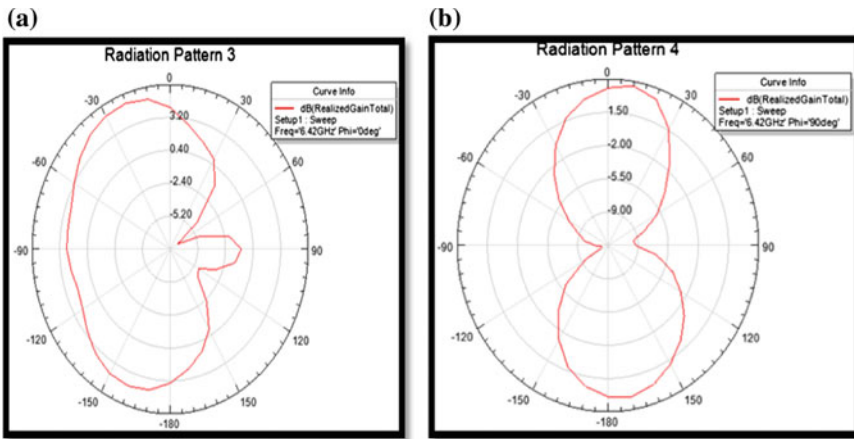 (a)
Radiation Pattern 3
Curve Info
dB(RealizedGainTotal)
Setup1 : Sweep
Freq='6.42GHz' Phi='0deg'
0
-30
30
3.20
0.40
-60
60
-2.40
-5.20
-90
90
-120
120
-150
150
-180
(b)
Radiation Pattern 4
Curve Info
dB(RealizedGainTotal)
Setup1 : Sweep
Freq='6.42GHz' Phi='90deg'
0
-30
30
1.50
-2.00
-60
60
-5.50
-9.00
-90
90
-120
120
-150
150
-180